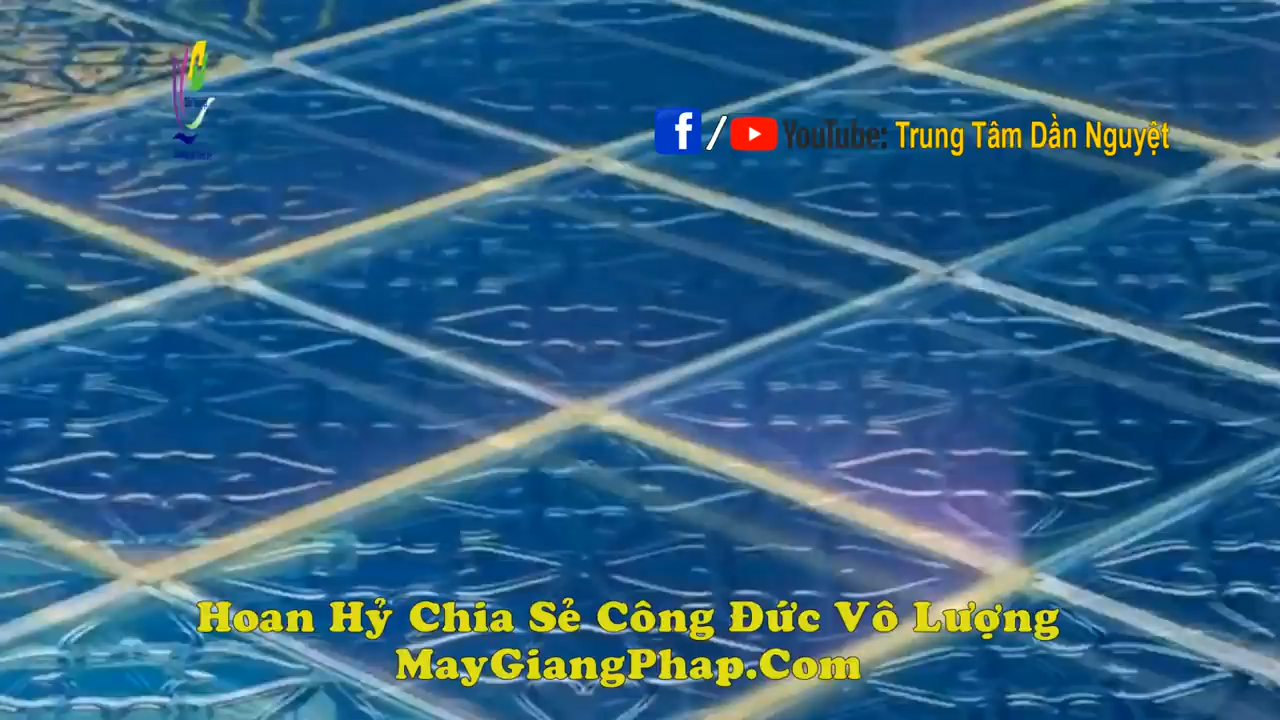 f / YouTube: Trung Tâm Dần Nguyệt
Hoan Hỷ Chia Sẻ Công Đức Vô Lượng
MayGiangPhap.Com